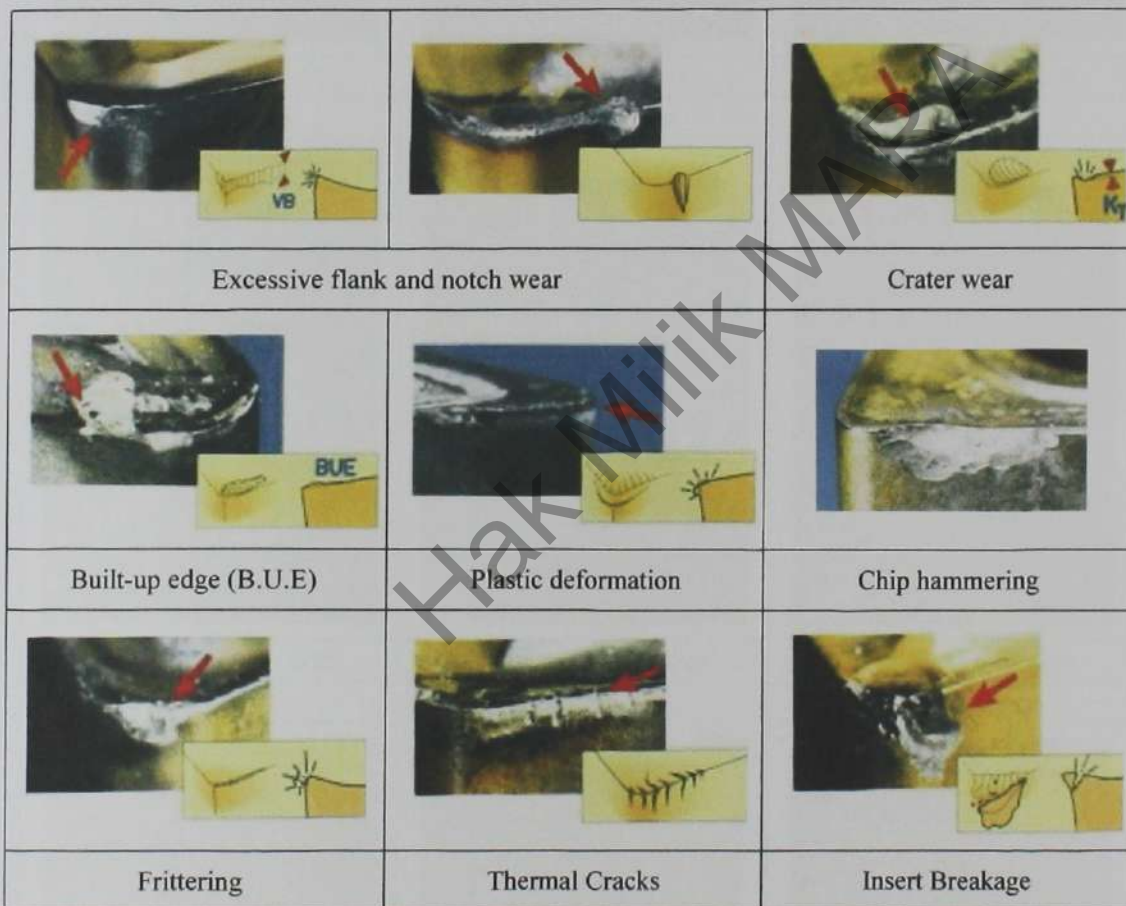 VB
KT
Excessive flank and notch wear
Crater wear
BUE
Built-up edge (B.U.E)
Plastic deformation
Chip hammering
Frittering
Thermal Cracks
Insert Breakage
Hak Milik MARA